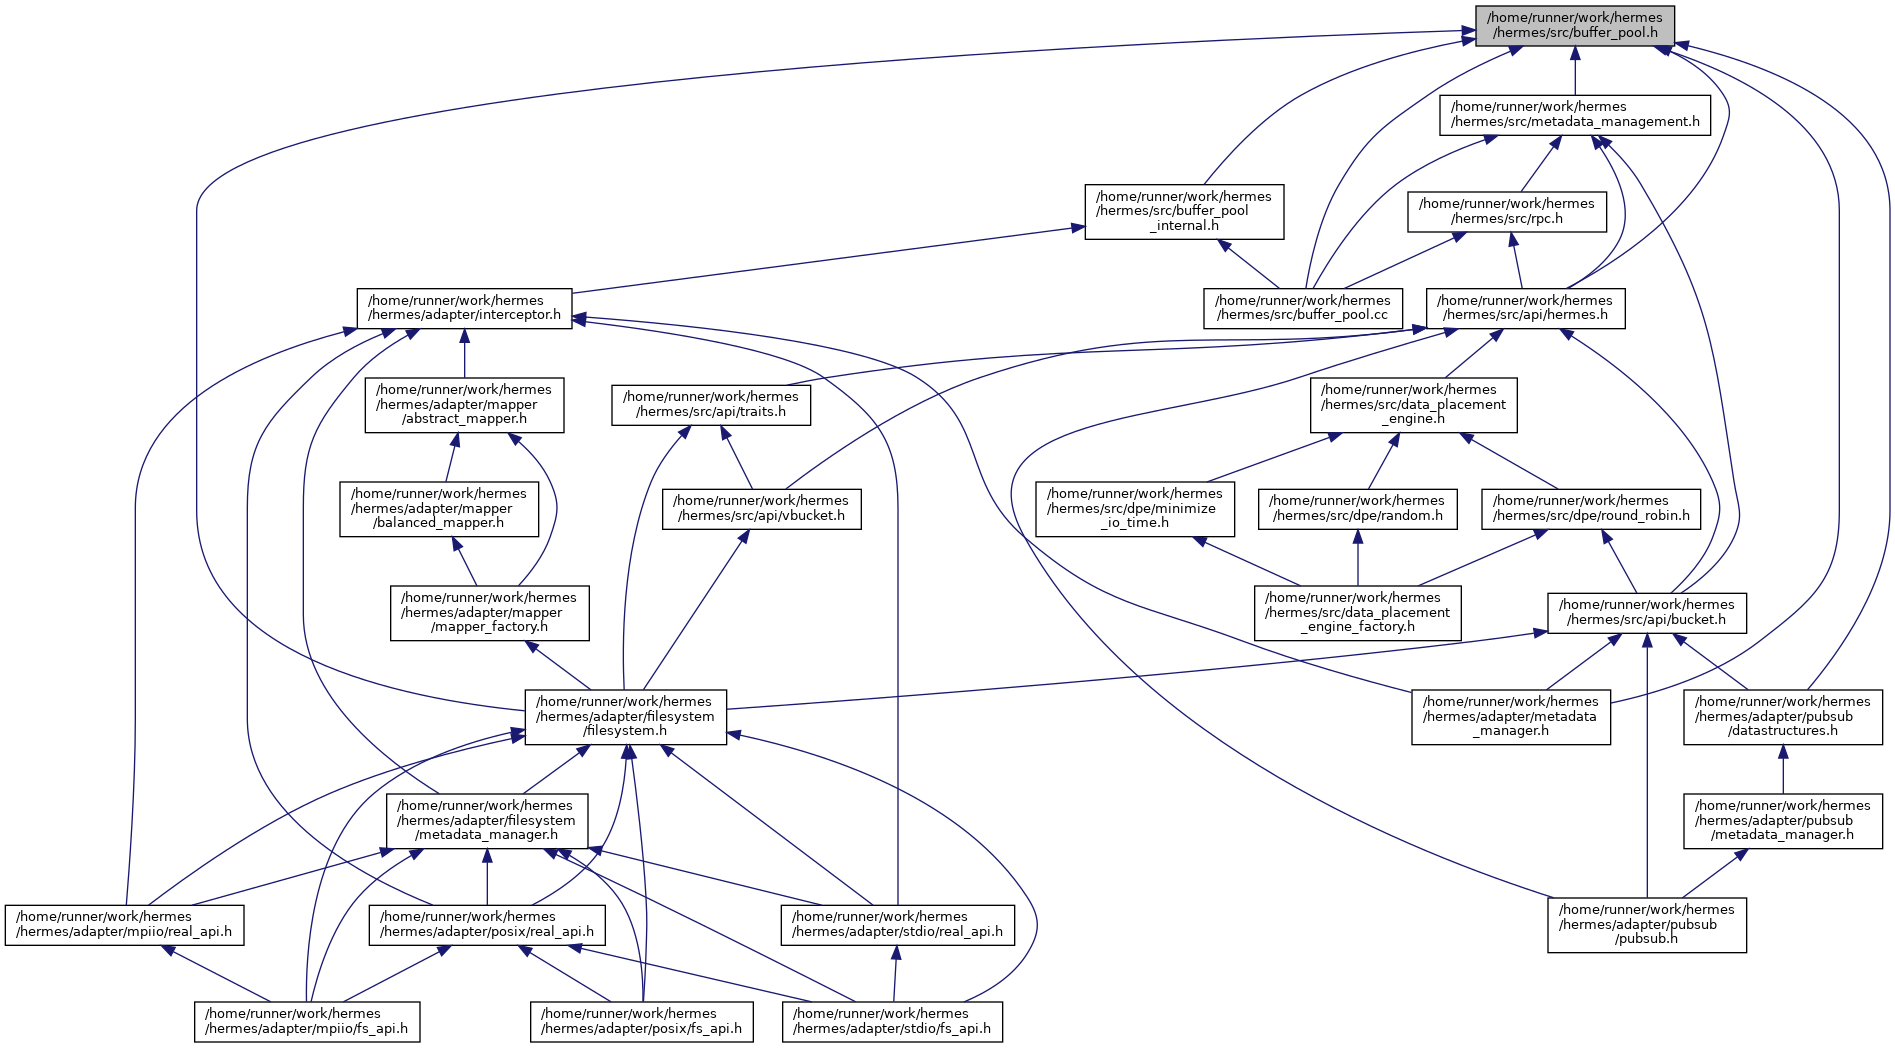 /home/runner/work/hermes
/hermes/src/buffer_pool.h
/home/runner/work/hermes
/hermes/src/metadata_management.h
/home/runner/work/hermes
/hermes/src/buffer_pool
_internal.h
/home/runner/work/hermes
/hermes/src/rpc.h
/home/runner/work/hermes
/hermes/adapter/interceptor.h
/home/runner/work/hermes
/hermes/src/buffer_pool.cc
/home/runner/work/hermes
/hermes/src/api/hermes.h
/home/runner/work/hermes
/hermes/adapter/mapper
/abstract_mapper.h
/home/runner/work/hermes
/hermes/src/api/traits.h
/home/runner/work/hermes
/hermes/src/data_placement
_engine.h
/home/runner/work/hermes
/hermes/adapter/mapper
/balanced_mapper.h
/home/runner/work/hermes
/hermes/src/api/vbucket.h
/home/runner/work/hermes
/hermes/src/dpe/minimize
_io_time.h
/home/runner/work/hermes
/hermes/src/dpe/random.h
/home/runner/work/hermes
/hermes/src/dpe/round_robin.h
/home/runner/work/hermes
/hermes/adapter/mapper
/mapper_factory.h
/home/runner/work/hermes
/hermes/src/data_placement
_engine_factory.h
/home/runner/work/hermes
/hermes/src/api/bucket.h
/home/runner/work/hermes
/hermes/adapter/filesystem
/filesystem.h
/home/runner/work/hermes
/hermes/adapter/metadata
_manager.h
/home/runner/work/hermes
/hermes/adapter/pubsub
/datastructures.h
/home/runner/work/hermes
/hermes/adapter/filesystem
/metadata_manager.h
/home/runner/work/hermes
/hermes/adapter/pubsub
/metadata_manager.h
/home/runner/work/hermes
/hermes/adapter/mpiio/real_api.h
/home/runner/work/hermes
/hermes/adapter/posix/real_api.h
/home/runner/work/hermes
/hermes/adapter/stdio/real_api.h
/home/runner/work/hermes
/hermes/adapter/pubsub
/pubsub.h
/home/runner/work/hermes
/hermes/adapter/mpiio/fs_api.h
/home/runner/work/hermes
/hermes/adapter/posix/fs_api.h
/home/runner/work/hermes
/hermes/adapter/stdio/fs_api.h